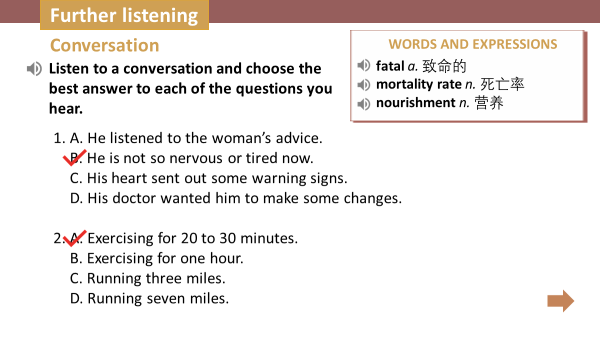 Further listening
Conversation
Listen to a conversation and choose the
best answer to each of the questions you
hear.
WORDS AND EXPRESSIONS
fatal a. 致命的
mortality rate n. 死亡率
nourishment n. 营养
1. A. He listened to the woman's advice.
B. He is not so nervous or tired now.
C. His heart sent out some warning signs.
D. His doctor wanted him to make some changes.
2. A. Exercising for 20 to 30 minutes.
B. Exercising for one hour.
C. Running three miles.
D. Running seven miles.